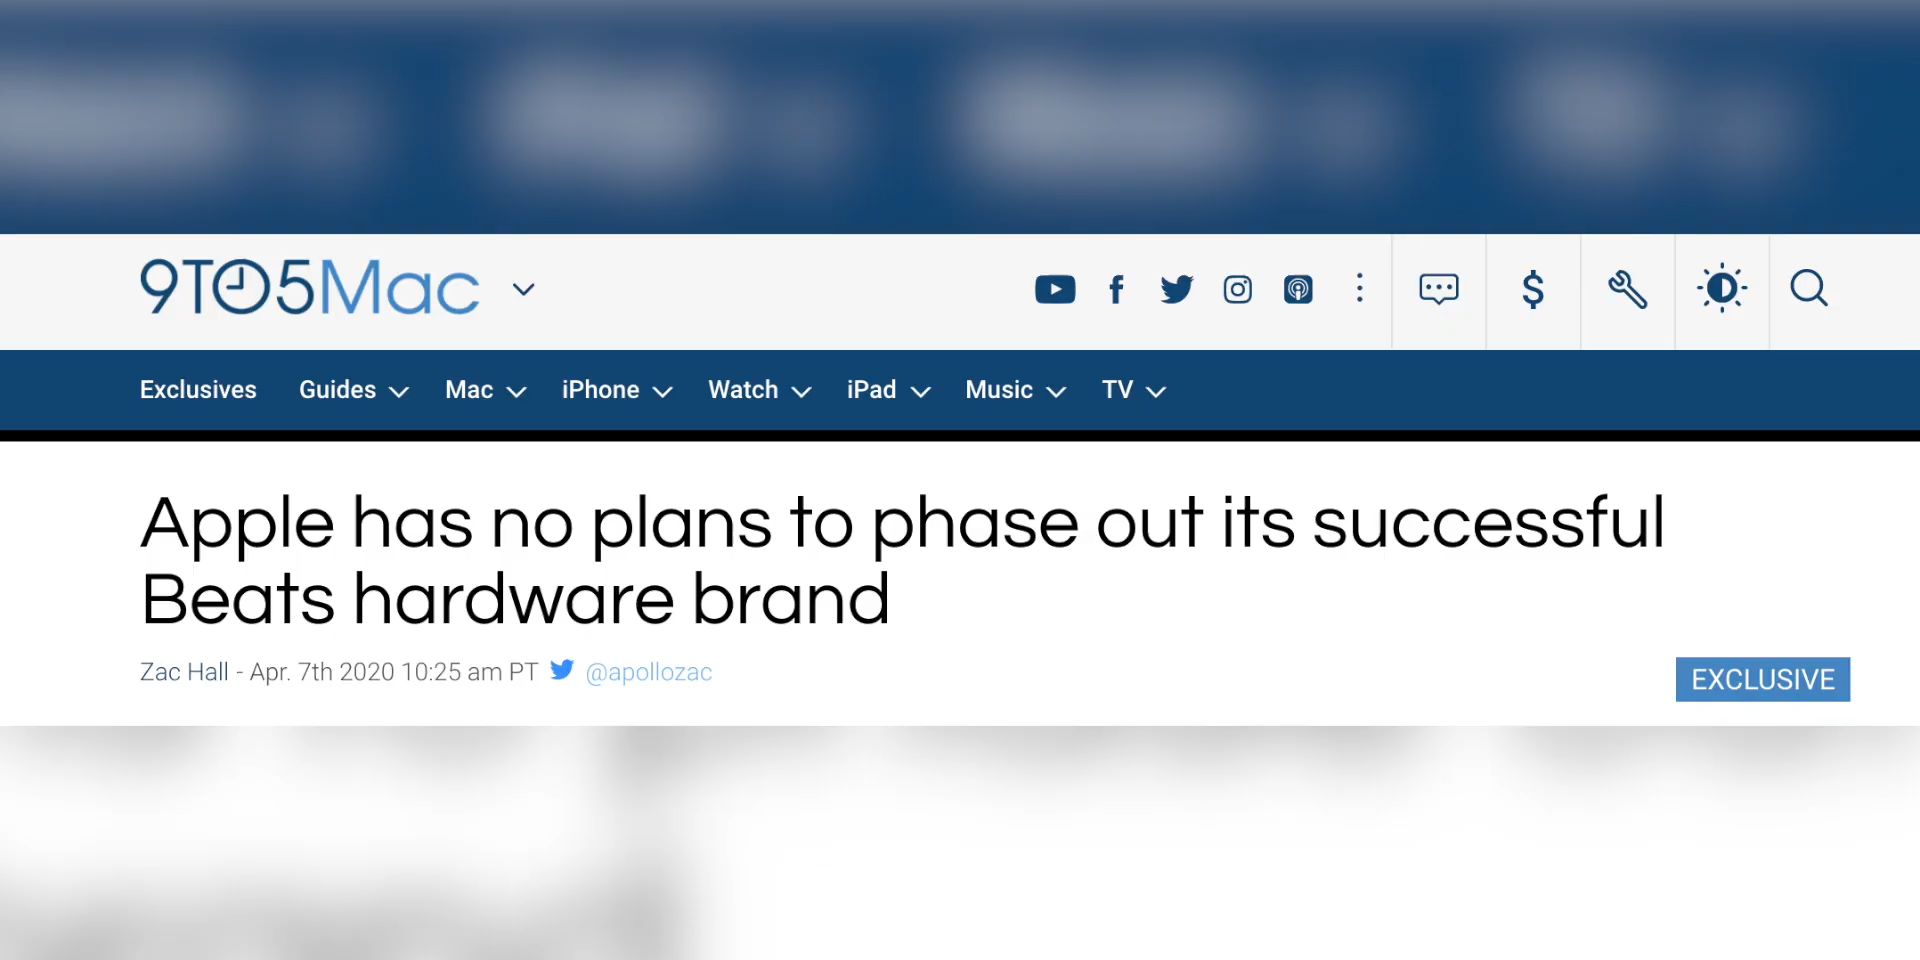 9TO5Mac
Exclusives Guides Mac iPhone Watch iPad Music TV
Apple has no plans to phase out its successful
Beats hardware brand
Zac Hall - Apr. 7th 2020 10:25 am PT @apollozac
EXCLUSIVE